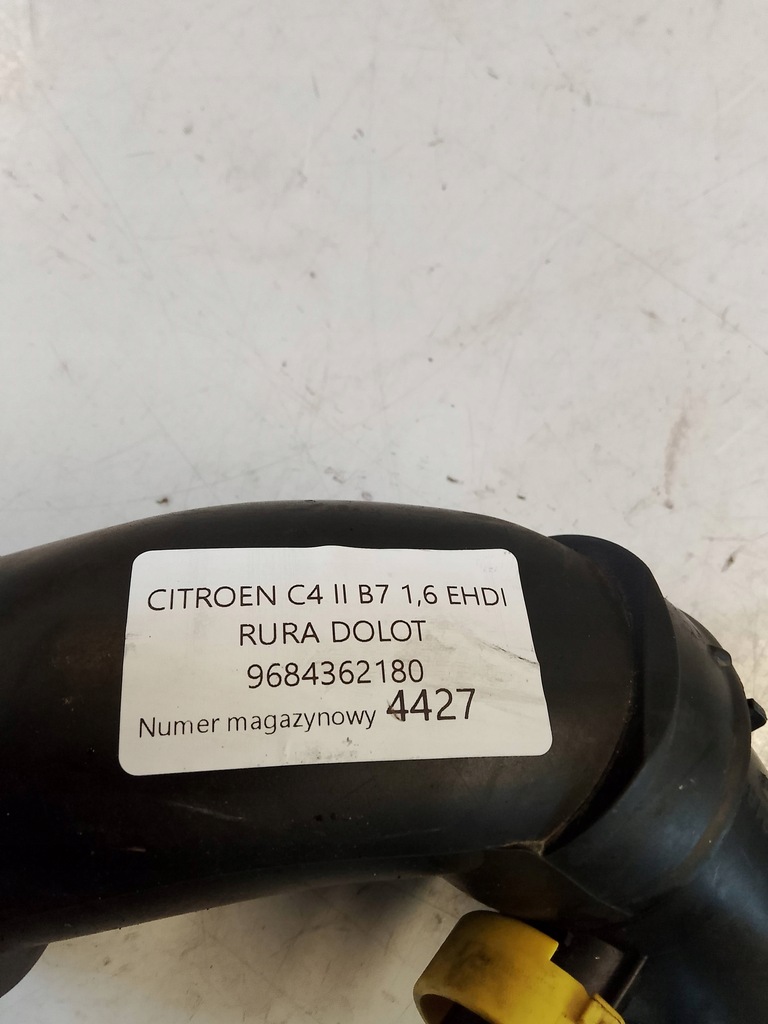 CITROEN C4 II B7 1,6 EHDI
RURA DOLOT
9684362180
Numer magazynowy 4427